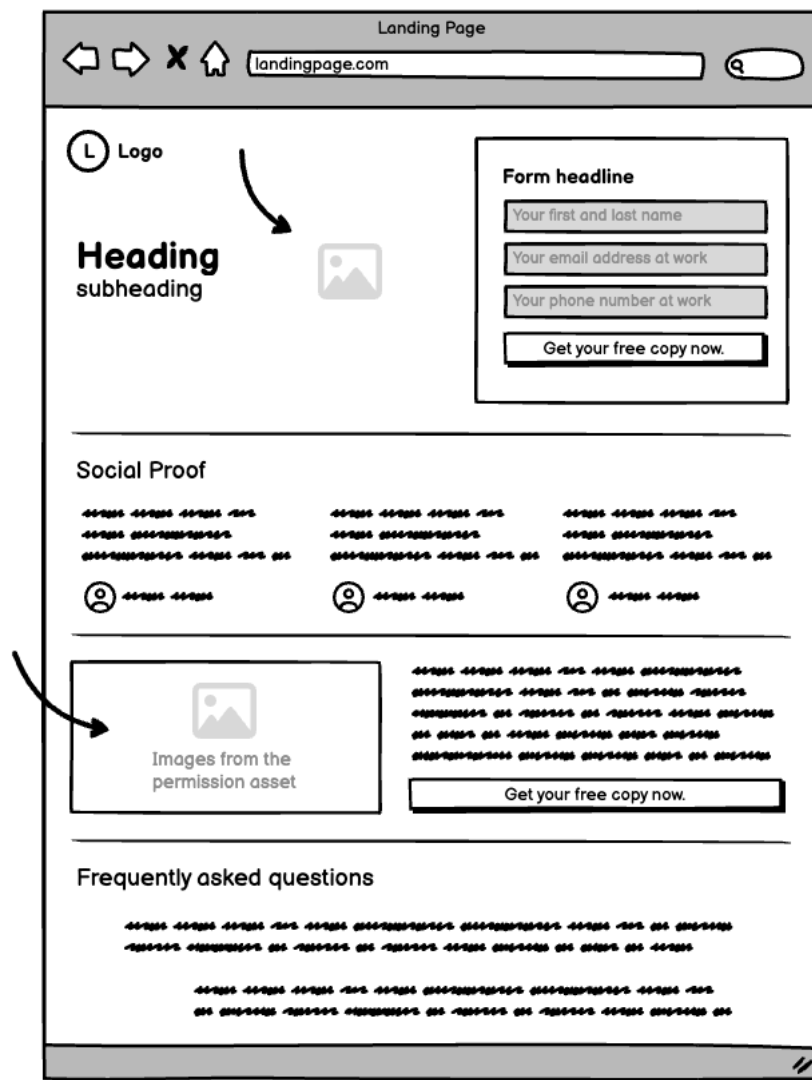 Landing Page
landingpage.com
L Logo
Heading
subheading
Form headline
Your first and last name
Your email address at work
Your phone number at work
Get your free copy now.
Social Proof
Images from the
permission asset
Get your free copy now.
Frequently asked questions